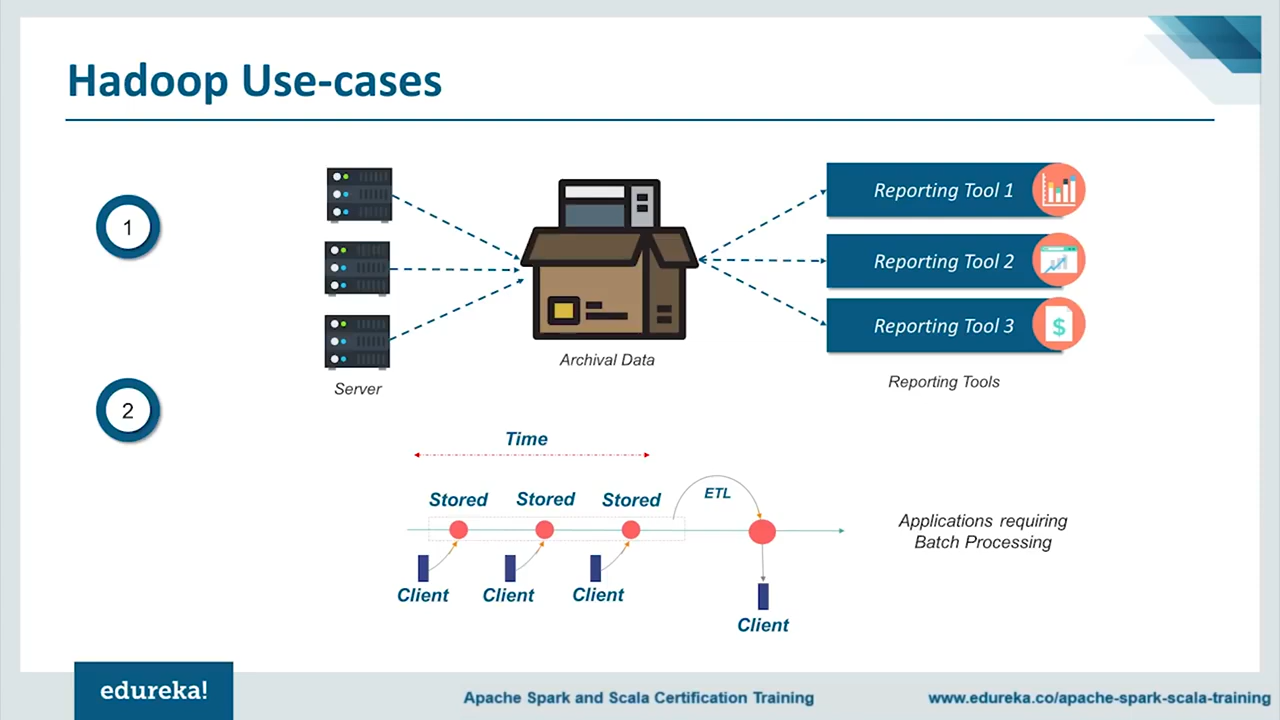 Hadoop Use-cases
1
Server
Archival Data
Reporting Tool 1
Reporting Tool 2
Reporting Tool 3
$
Reporting Tools
2
Time
Stored Stored Stored
ETL
Client Client Client
Client
Applications requiring
Batch Processing
edureka!
Apache Spark and Scala Certification Training
www.edureka.co/apache-spark-scala-training